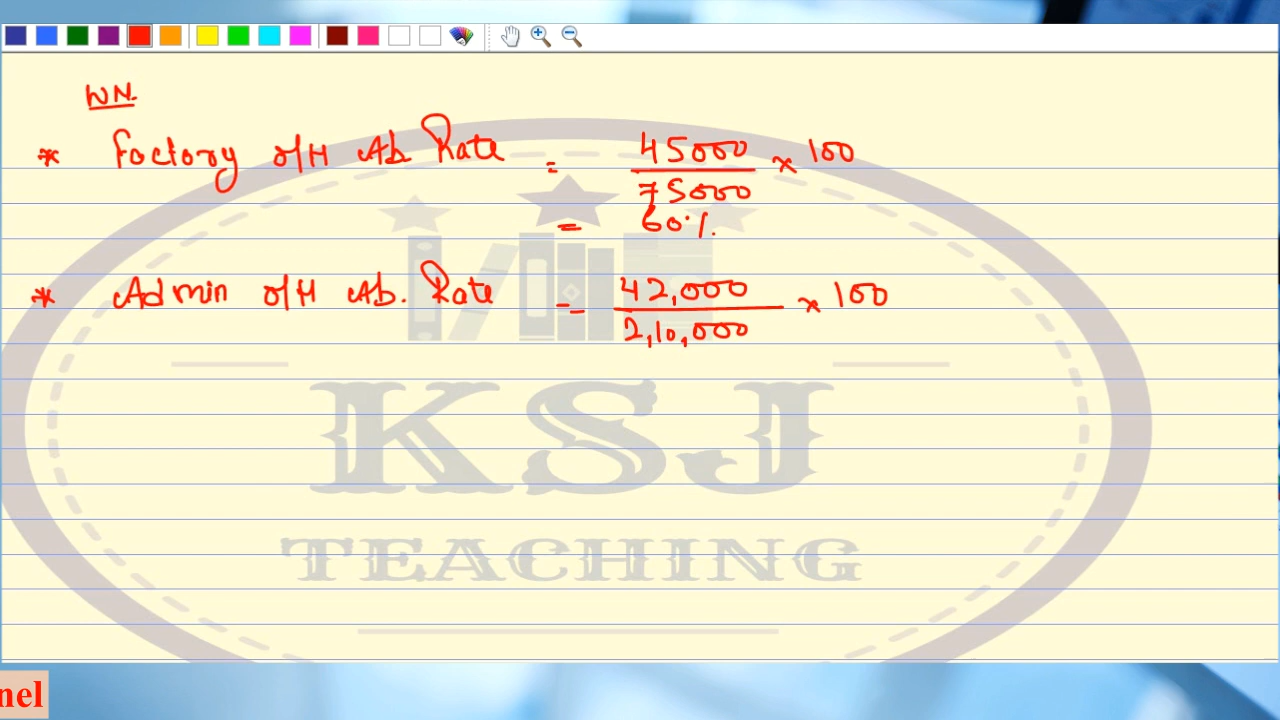 WN.
* Factory o/H Ab. Rate = 45000 / 75000 × 100
= 60%.
* Admin o/H Ab. Rate = 42,000 / 2,10,000 × 100
KSJ
TEACHING
nel